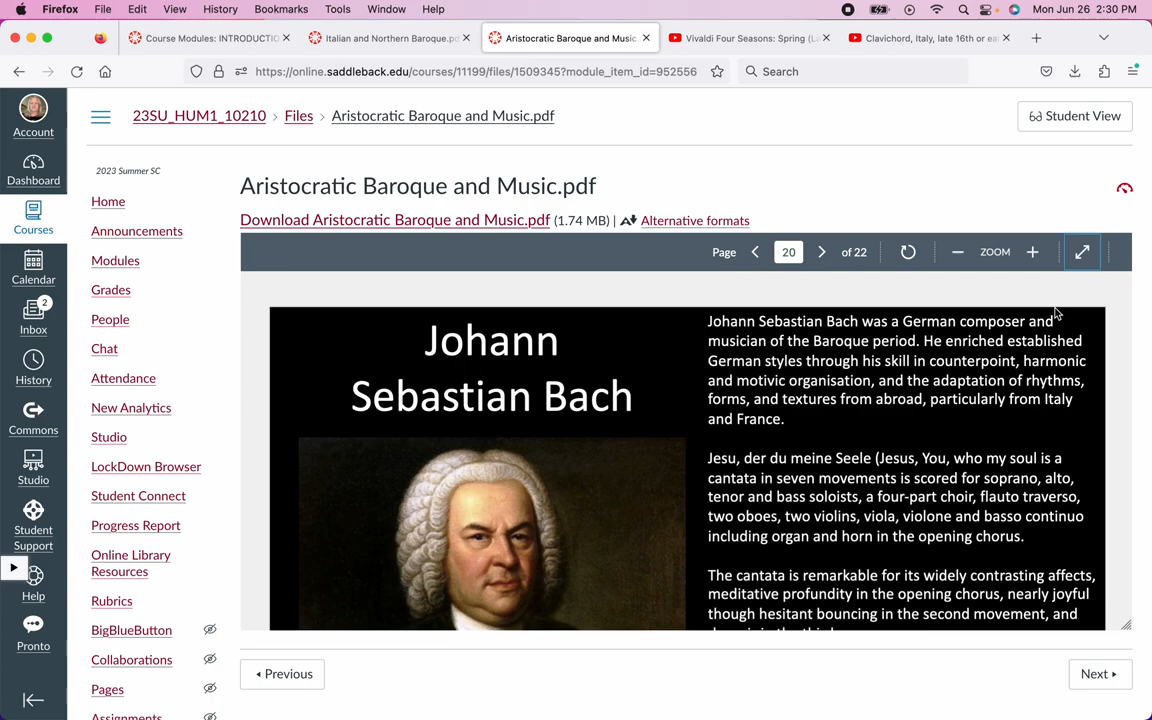 Firefox File Edit View History Bookmarks Tools Window Help Mon Jun 26 2:30 PM
Course Modules: INTRODUCTIO Italian and Northern Baroque.pd Aristocratic Baroque and Music. Vivaldi Four Seasons: Spring (La Clavichord, Italy, late 16th or ea
https://online.saddleback.edu/courses/11199/files/1509345?module_item_id=952556 Search
Account
Dashboard
Courses
Calendar
2
Inbox
History
Commons
Studio
Student
Support
Help
Pronto
23SU_HUM1_10210 › Files › Aristocratic Baroque and Music.pdf
Student View
2023 Summer SC
Home
Announcements
Modules
Grades
People
Chat
Attendance
New Analytics
Studio
LockDown Browser
Student Connect
Progress Report
Online Library
Resources
Rubrics
BigBlueButton
Collaborations
Pages
Assignments
Aristocratic Baroque and Music.pdf
Download Aristocratic Baroque and Music.pdf (1.74 MB) | Alternative formats
Page 20 of 22 ZOOM
Johann
Sebastian Bach
Johann Sebastian Bach was a German composer and
musician of the Baroque period. He enriched established
German styles through his skill in counterpoint, harmonic
and motivic organisation, and the adaptation of rhythms,
forms, and textures from abroad, particularly from Italy
and France.
Jesu, der du meine Seele (Jesus, You, who my soul is a
cantata in seven movements is scored for soprano, alto,
tenor and bass soloists, a four-part choir, flauto traverso,
two oboes, two violins, viola, violone and basso continuo
including organ and horn in the opening chorus.
The cantata is remarkable for its widely contrasting affects,
meditative profundity in the opening chorus, nearly joyful
though hesitant bouncing in the second movement, and
Previous
Next